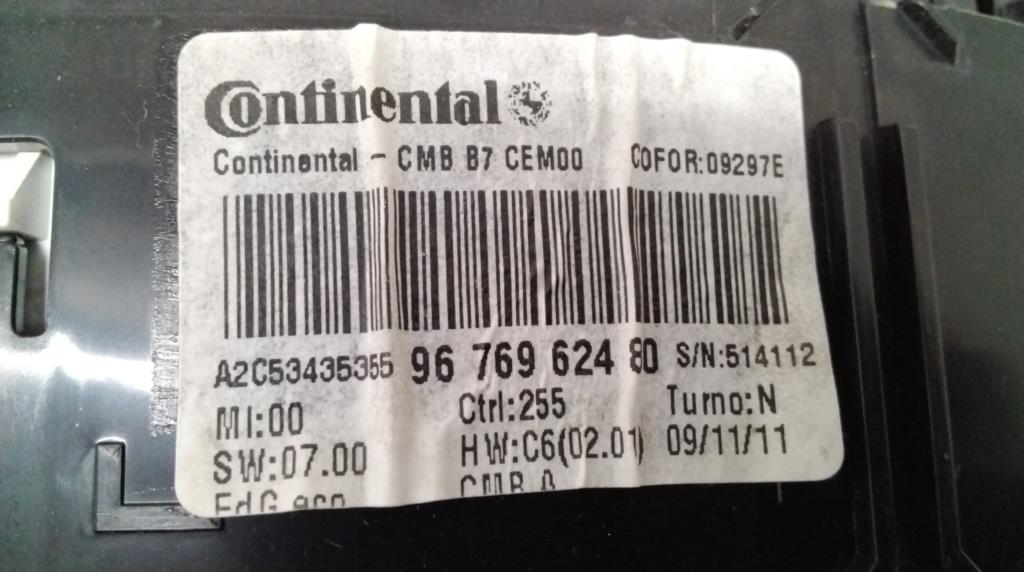 Continental
Continental - CMB B7 CEM00 COFOR:09297E
A2C53435355 96 769 624 80 S/N:514112
MI:00 Ctrl:255 Turno:N
SW:07.00 HW:C6(02.01) 09/11/11
EdG